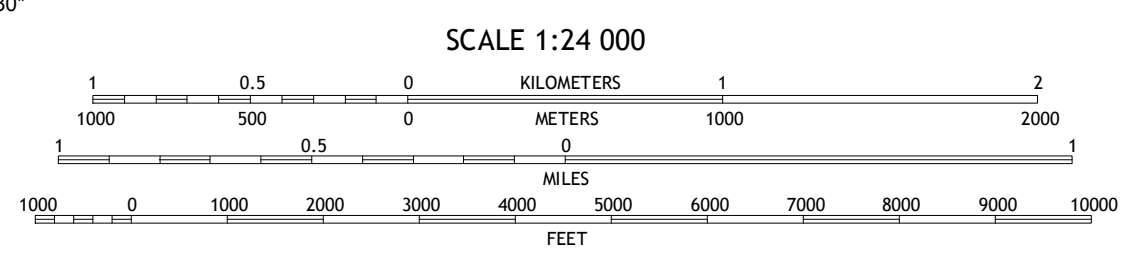 30"
SCALE 1:24 000
1 0.5 0 KILOMETERS 1 2
1000 500 0 METERS 1000 2000
1 0.5 0 1
MILES
1000 0 1000 2000 3000 4000 5000 6000 7000 8000 9000 10000
FEET